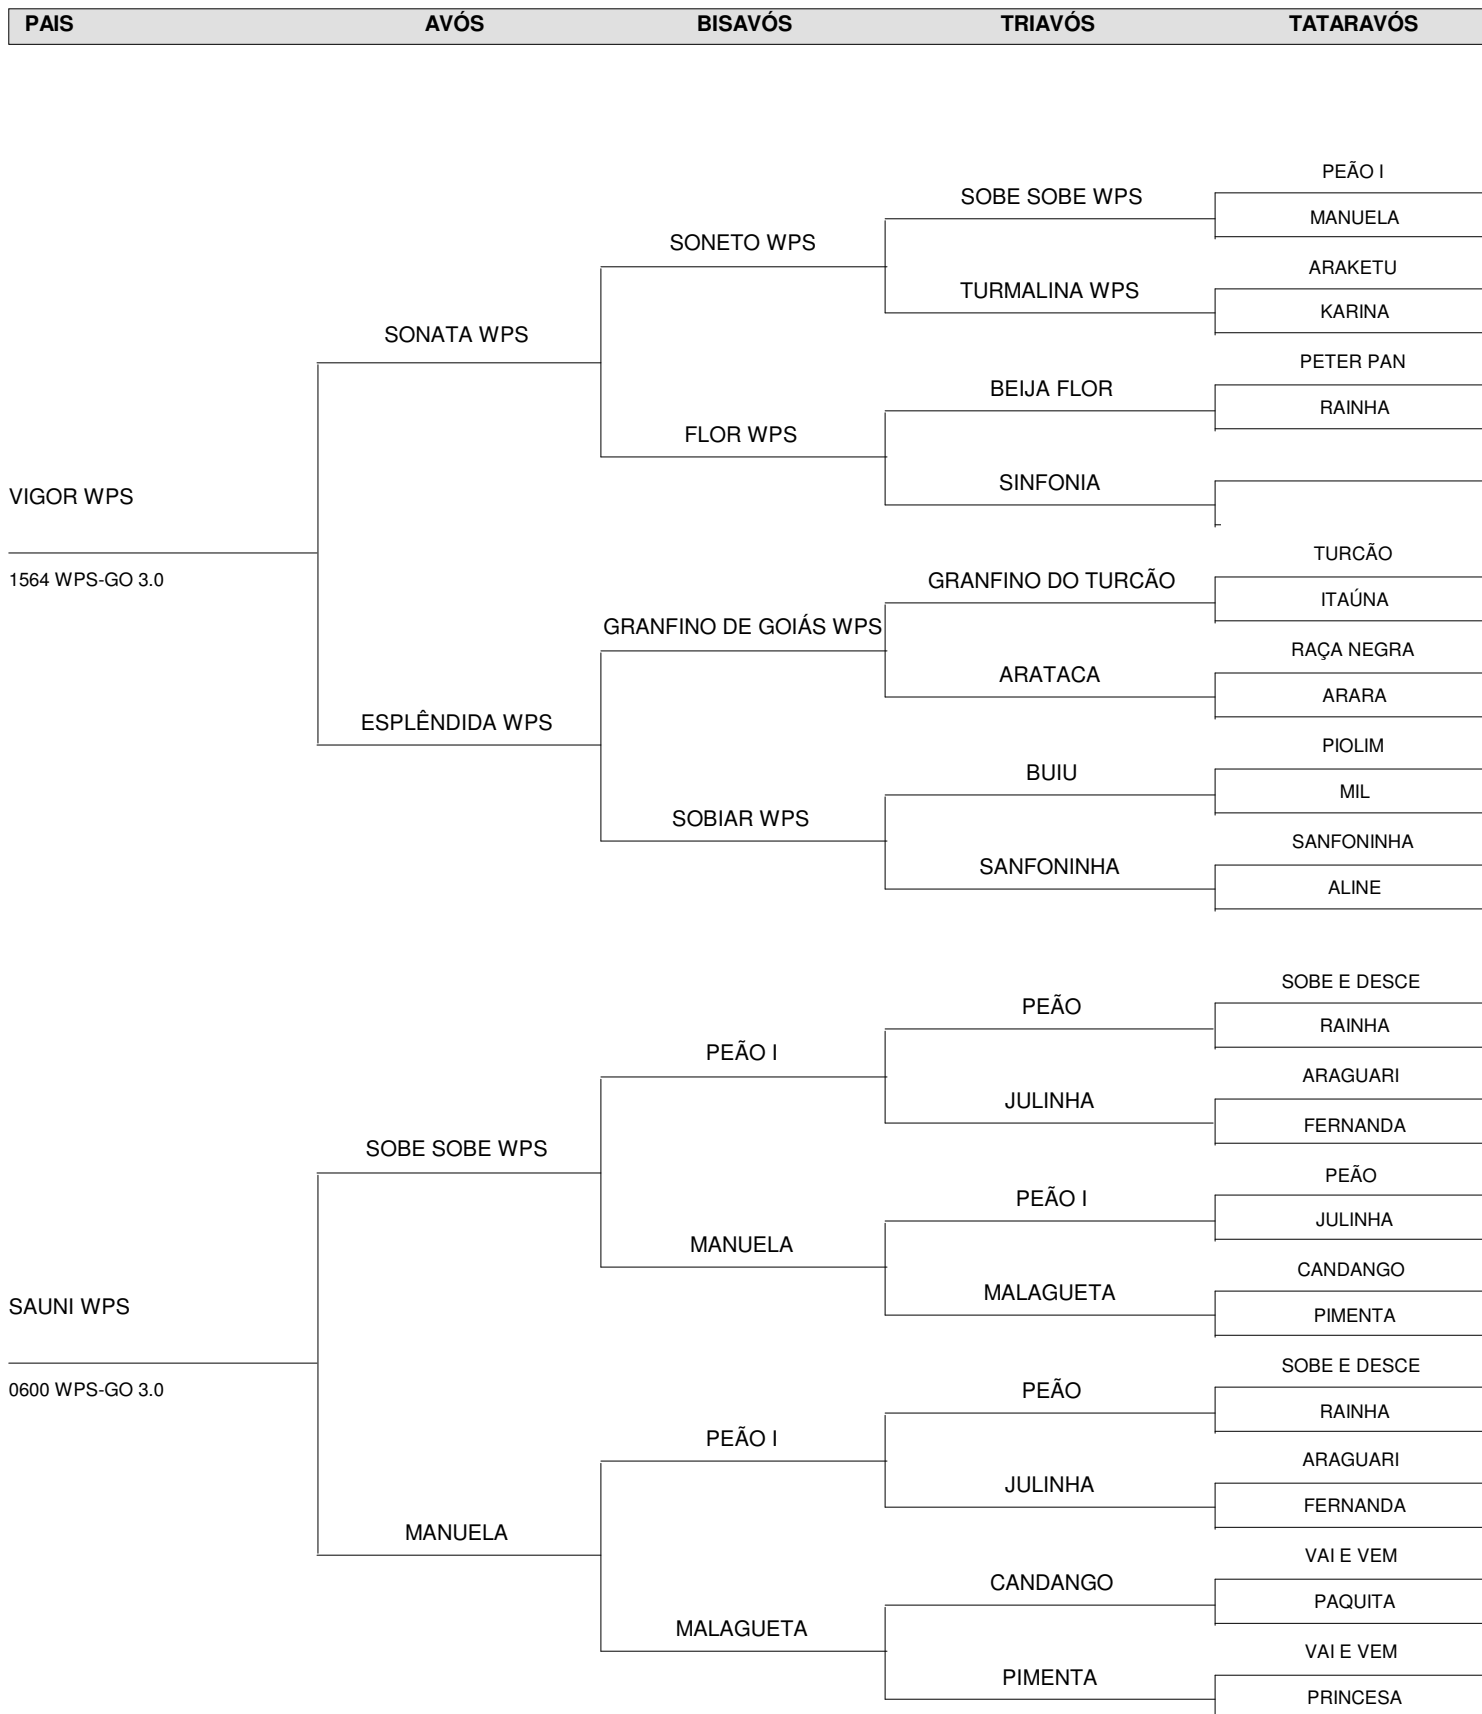 PAIS AVÓS BISAVÓS TRIAVÓS TATARAVÓS
PEÃO I
SOBE SOBE WPS
MANUELA
SONETO WPS
ARAKETU
TURMALINA WPS
KARINA
SONATA WPS
PETER PAN
BEIJA FLOR
RAINHA
FLOR WPS
SINFONIA
VIGOR WPS
TURCÃO
1564 WPS-GO 3.0
GRANFINO DO TURCÃO
ITAÚNA
GRANFINO DE GOIÁS WPS
RAÇA NEGRA
ARATACA
ARARA
ESPLÊNDIDA WPS
PIOLIM
BUIU
MIL
SOBIAR WPS
SANFONINHA
SANFONINHA
ALINE
SOBE E DESCE
PEÃO
RAINHA
PEÃO I
ARAGUARI
JULINHA
FERNANDA
SOBE SOBE WPS
PEÃO
PEÃO I
JULINHA
MANUELA
CANDANGO
MALAGUETA
SAUNI WPS
PIMENTA
SOBE E DESCE
0600 WPS-GO 3.0
PEÃO
RAINHA
PEÃO I
ARAGUARI
JULINHA
FERNANDA
MANUELA
VAI E VEM
CANDANGO
PAQUITA
MALAGUETA
VAI E VEM
PIMENTA
PRINCESA